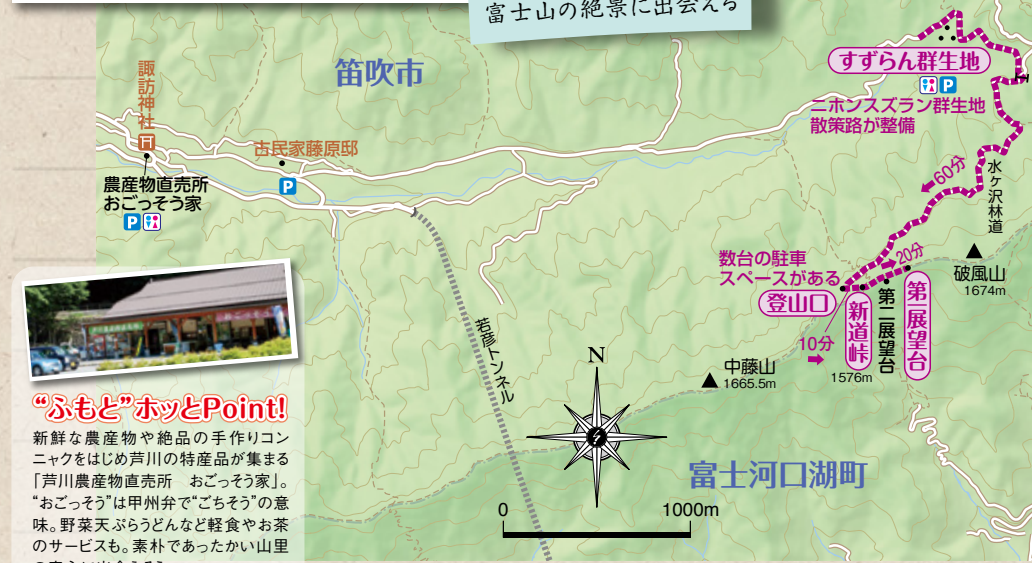 富士山の絶景に出会える
笛吹市
諏訪神社
古民家藤原邸
P
農産物直売所
おごっそう家
P
すずらん群生地
P
ニホンスズラン群生地
散策路が整備
60分
水ヶ沢林道
数台の駐車
スペースがある
登山口
20分
破風山
1674m
第一展望台
第二展望台
新道峠
1576m
10分
中藤山
1665.5m
若彦トンネル
N
富士河口湖町
0 1000m
“ふもと”ホッとPoint!
新鮮な農産物や絶品の手作りコン
ニャクをはじめ芦川の特産品が集まる
「芦川農産物直売所 おごっそう家」。
“おごっそう”は甲州弁で“ごちそう”の意
味。野菜天ぷらうどんなど軽食やお茶
のサービスも。素朴であったかい山里